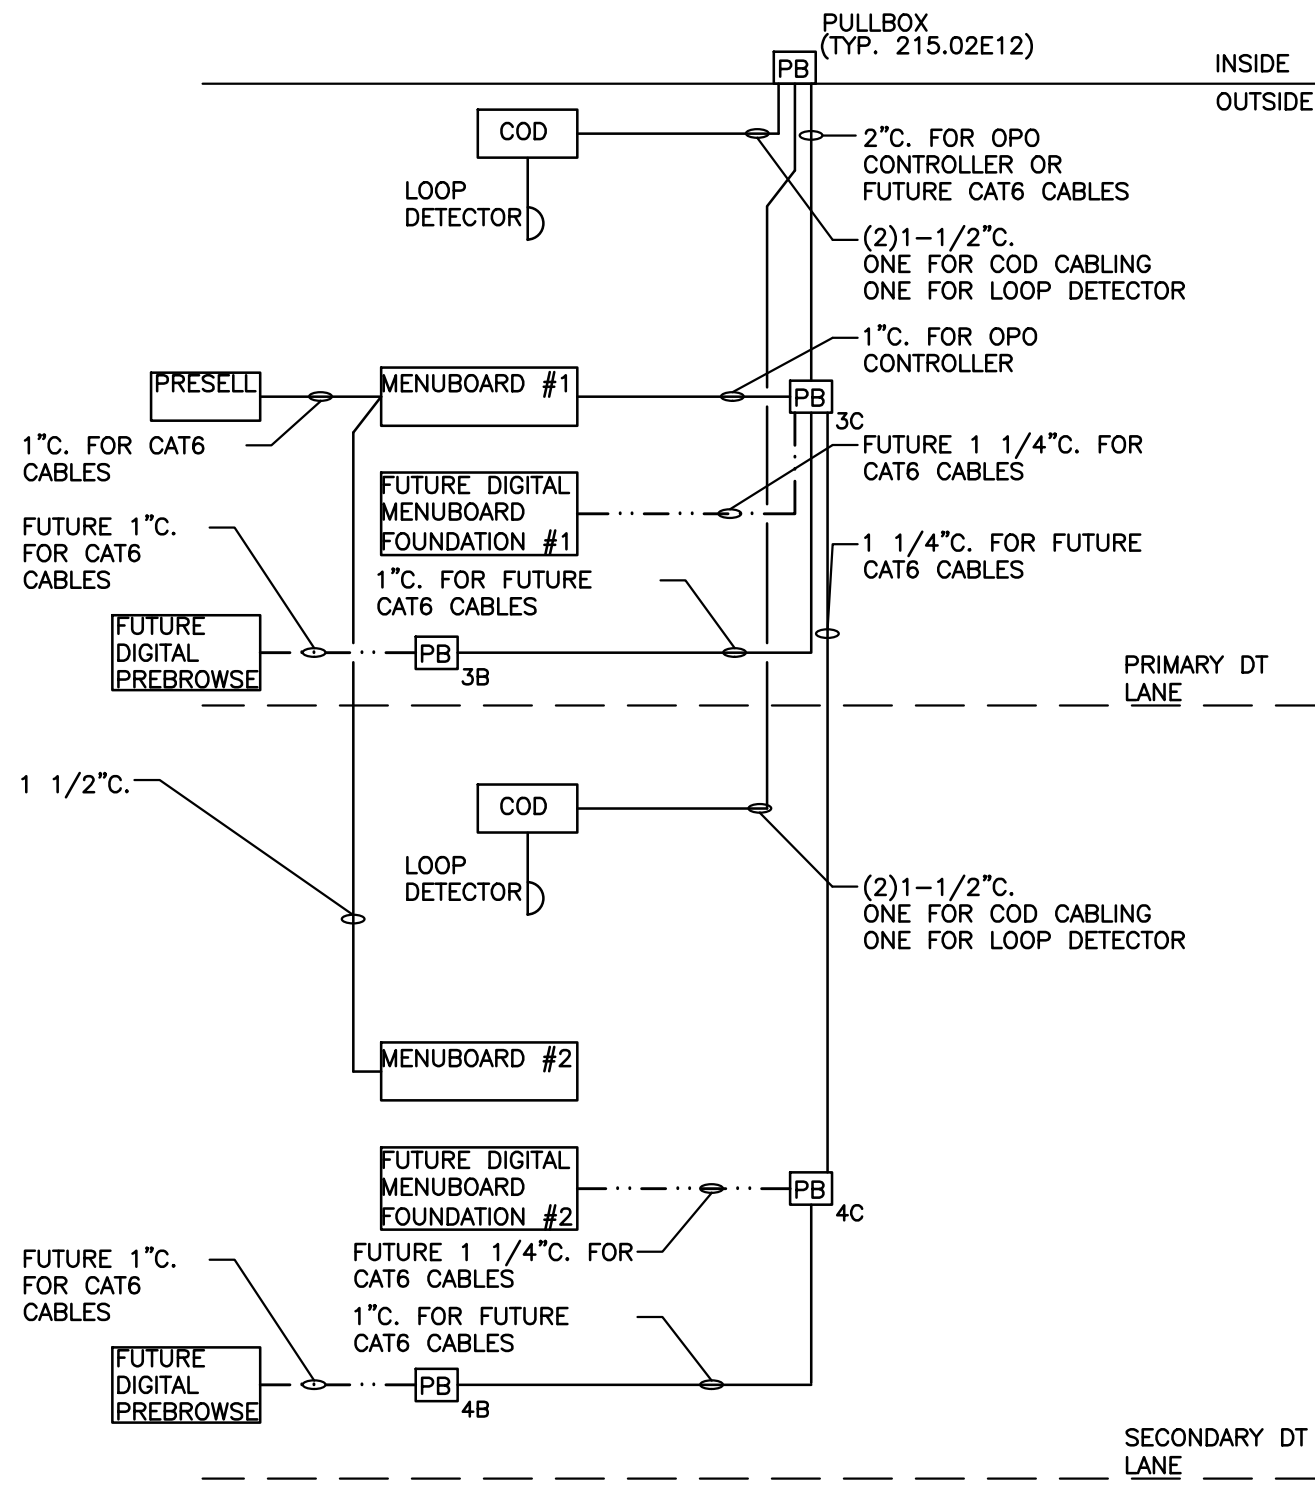 PULLBOX
(TYP. 215.02E12)
PB
INSIDE
OUTSIDE
COD
LOOP
DETECTOR
2"C. FOR OPO
CONTROLLER OR
FUTURE CAT6 CABLES
(2)1-1/2"C.
ONE FOR COD CABLING
ONE FOR LOOP DETECTOR
1"C. FOR OPO
CONTROLLER
PRESELL
MENUBOARD #1
PB
3C
1"C. FOR CAT6
CABLES
FUTURE 1 1/4"C. FOR
CAT6 CABLES
FUTURE DIGITAL
MENUBOARD
FOUNDATION #1
FUTURE 1"C.
FOR CAT6
CABLES
1 1/4"C. FOR FUTURE
CAT6 CABLES
1"C. FOR FUTURE
CAT6 CABLES
FUTURE
DIGITAL
PREBROWSE
PB
3B
PRIMARY DT
LANE
1 1/2"C.
COD
LOOP
DETECTOR
(2)1-1/2"C.
ONE FOR COD CABLING
ONE FOR LOOP DETECTOR
MENUBOARD #2
FUTURE DIGITAL
MENUBOARD
FOUNDATION #2
PB
4C
FUTURE 1 1/4"C. FOR
CAT6 CABLES
FUTURE 1"C.
FOR CAT6
CABLES
1"C. FOR FUTURE
CAT6 CABLES
FUTURE
DIGITAL
PREBROWSE
PB
4B
SECONDARY DT
LANE